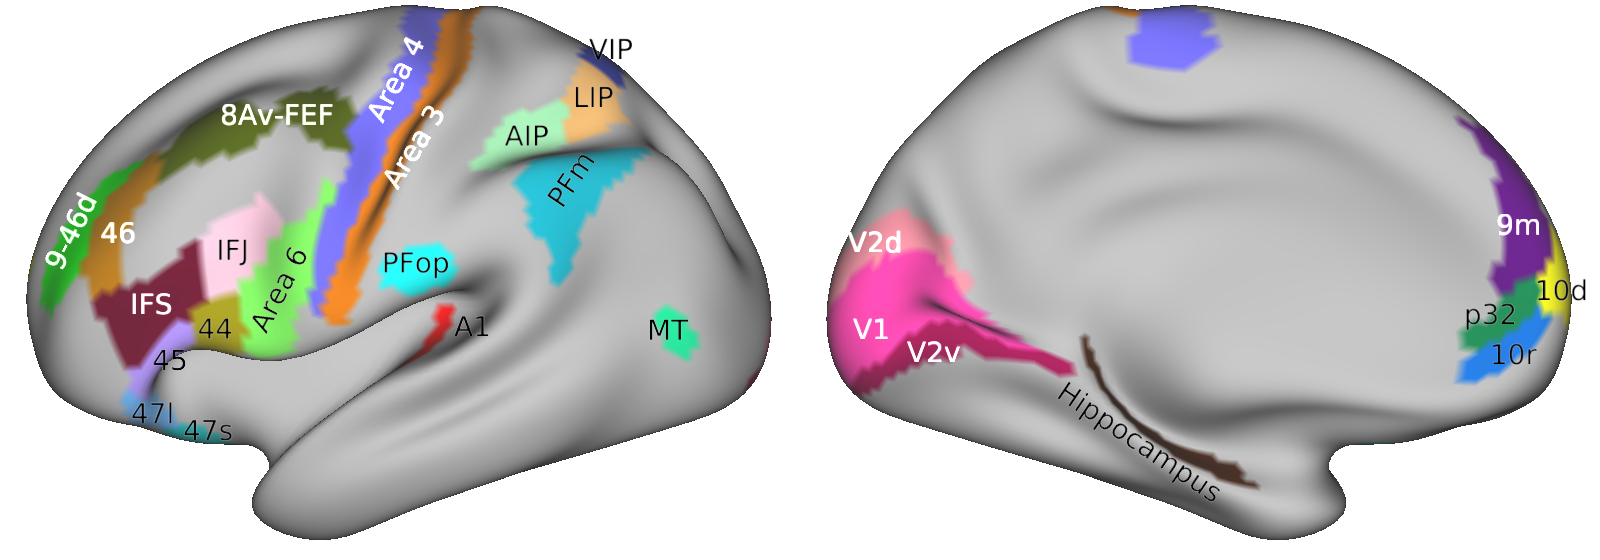 VIP
LIP
Area 4
8Av-FEF
Area 3
AIP
PFm
9-46d
46
IFJ
PFop
Area 6
IFS
44
A1
MT
45
47l
47s
V2d
9m
10d
p32
V1
V2v
10r
Hippocampus